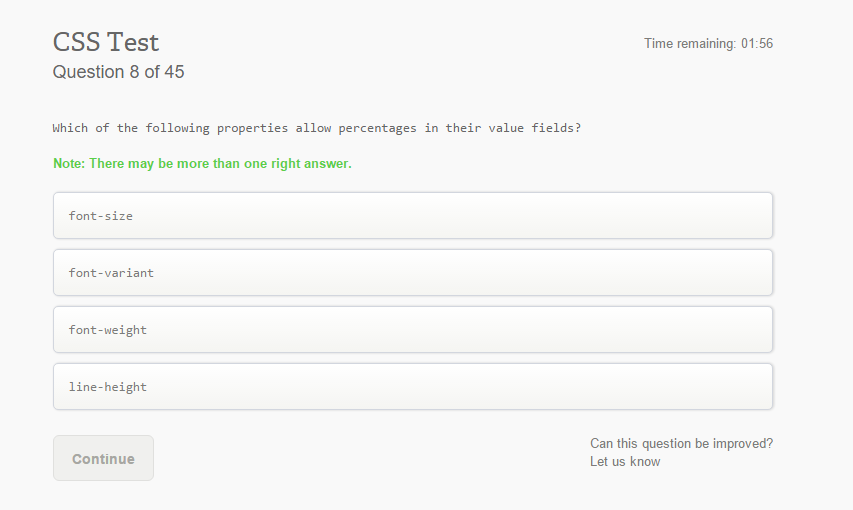 CSS Test
Time remaining: 01:56
Question 8 of 45
Which of the following properties allow percentages in their value fields?
Note: There may be more than one right answer.
font-size
font-variant
font-weight
line-height
Continue
Can this question be improved?
Let us know